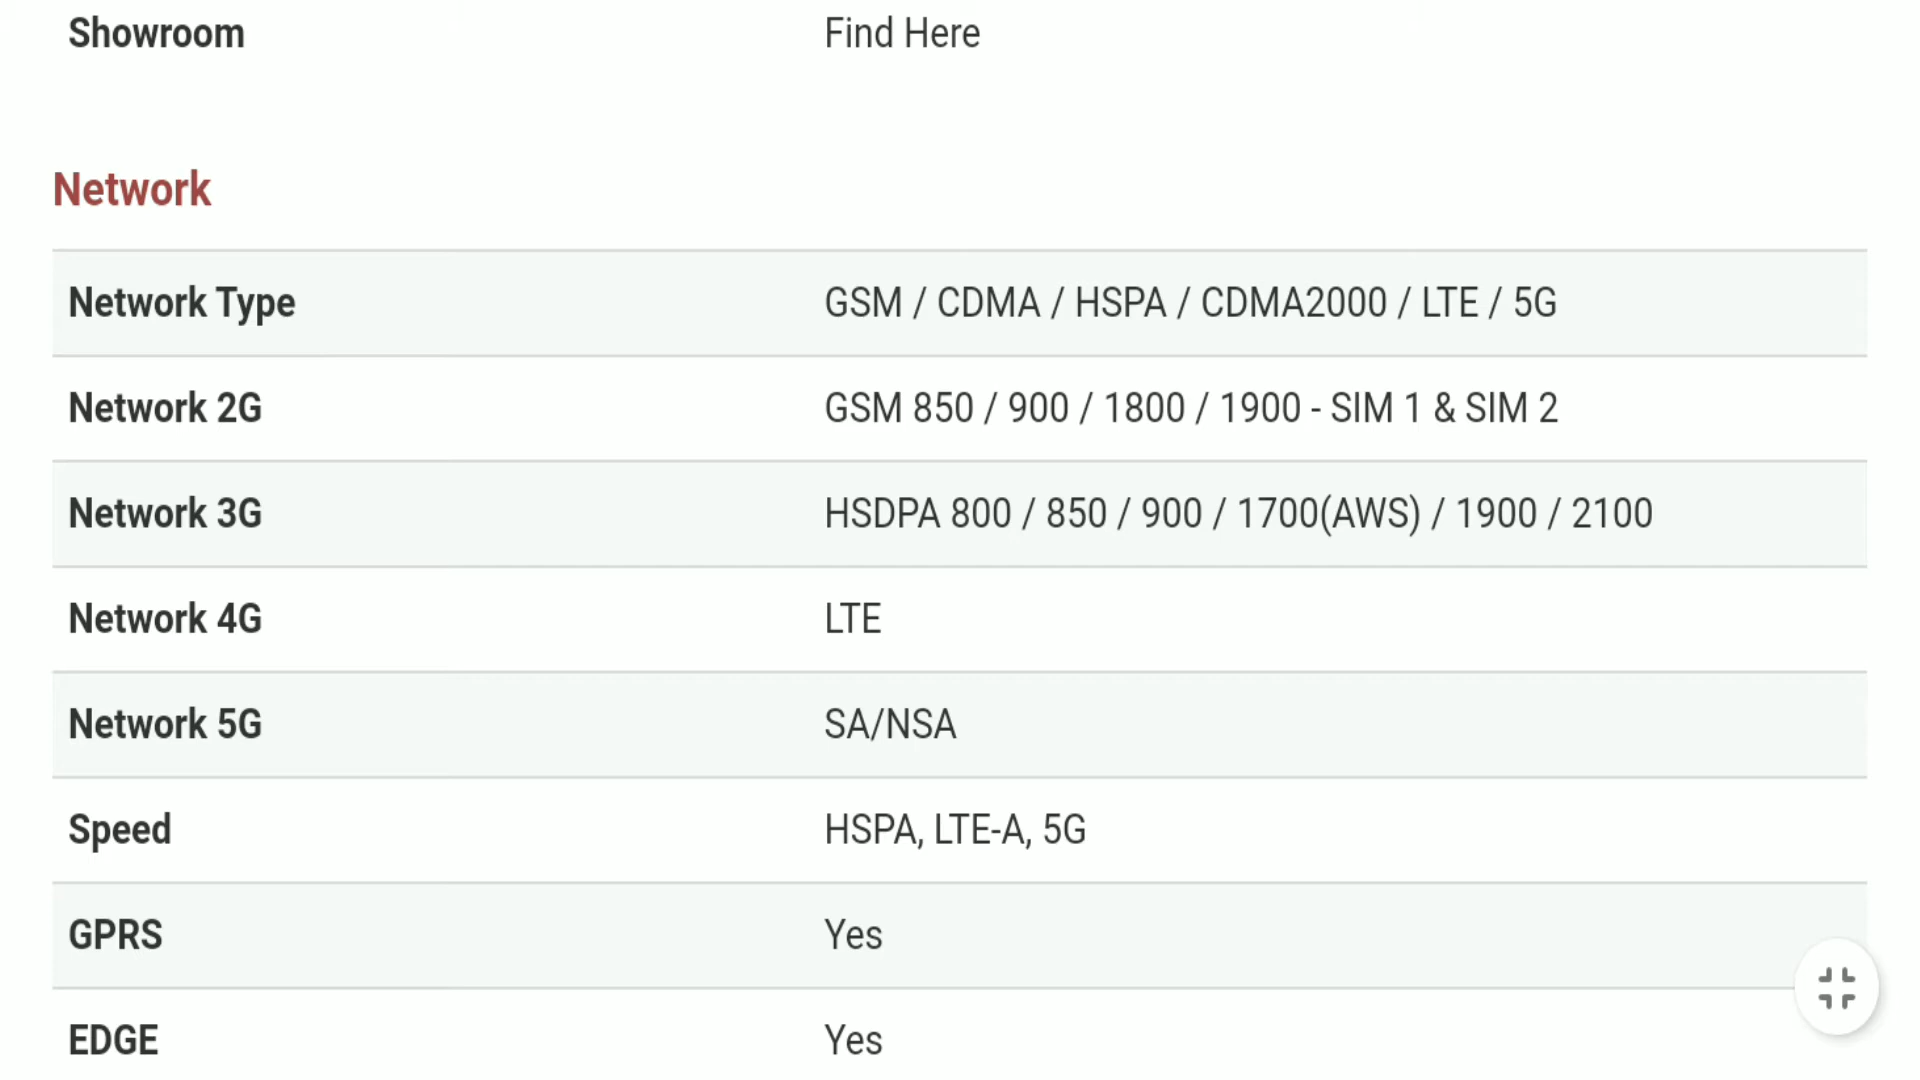 Showroom Find Here
Network
Network Type GSM / CDMA / HSPA / CDMA2000 / LTE / 5G
Network 2G GSM 850 / 900 / 1800 / 1900 - SIM 1 & SIM 2
Network 3G HSDPA 800 / 850 / 900 / 1700(AWS) / 1900 / 2100
Network 4G LTE
Network 5G SA/NSA
Speed HSPA, LTE-A, 5G
GPRS Yes
EDGE Yes